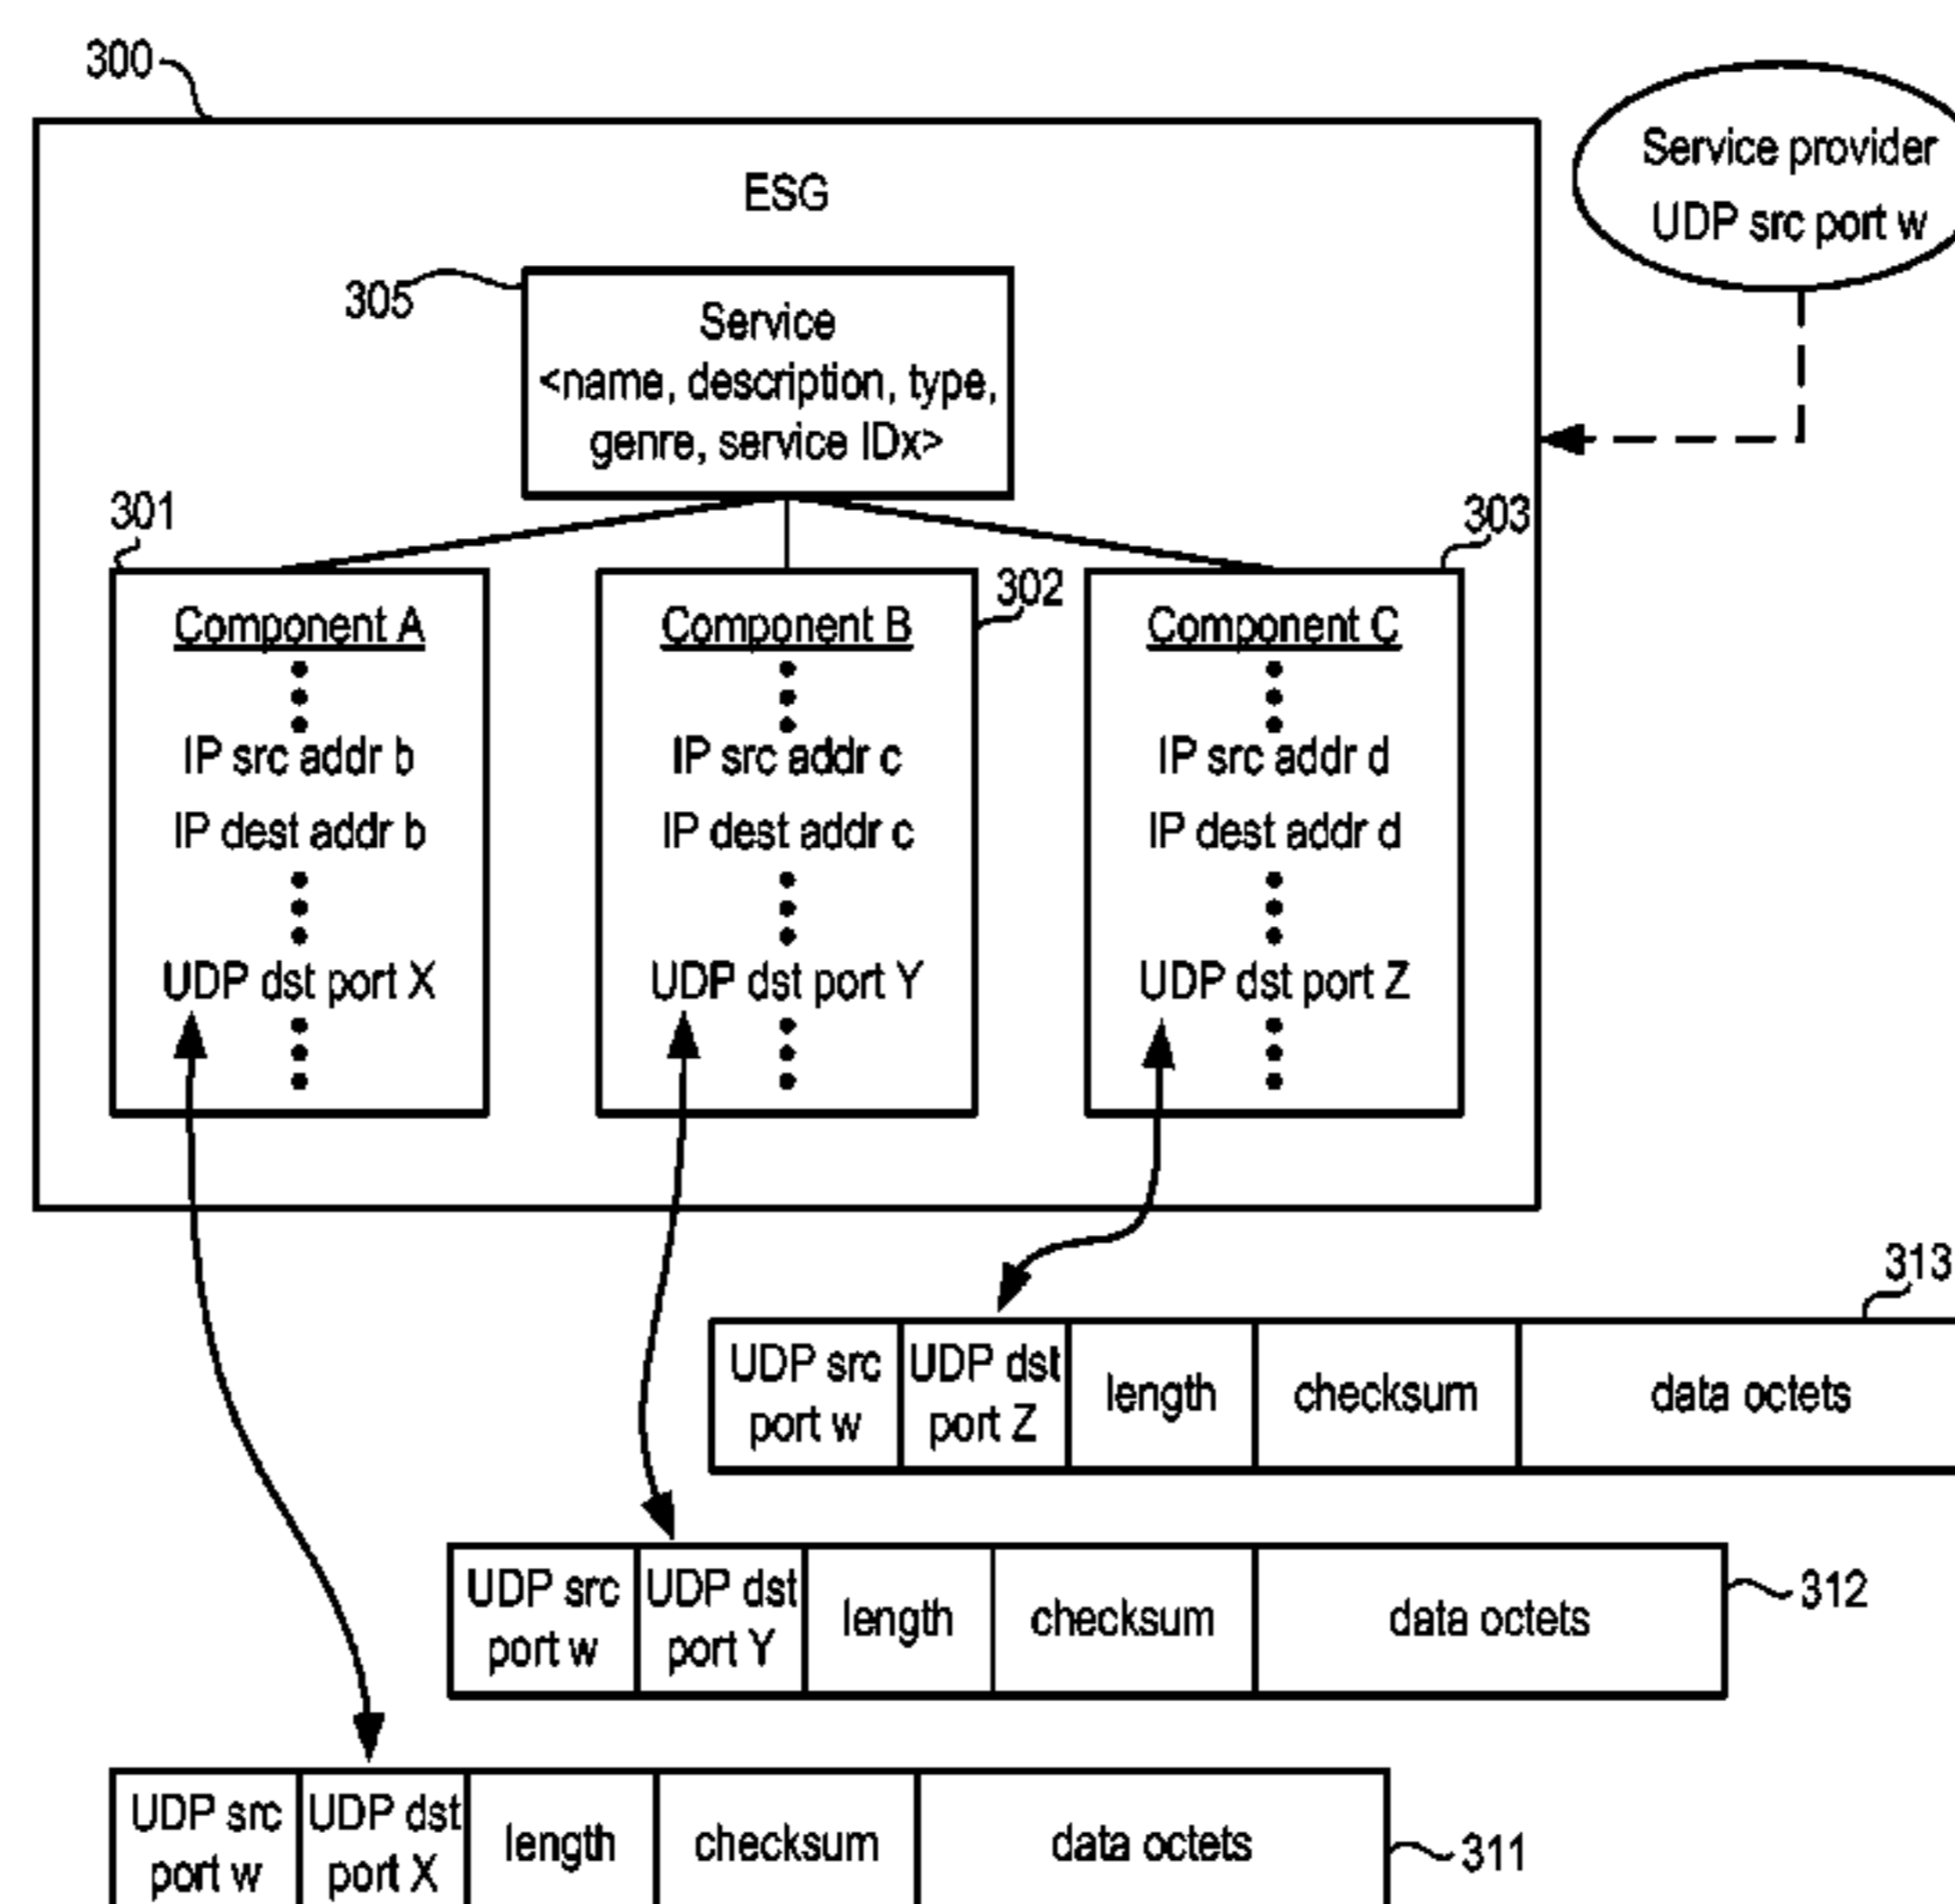 300
ESG
Service provider
UDP src port w
305
Service
<name, description, type,
genre, service IDx>
301
302
303
Component A
IP src addr b
IP dest addr b
UDP dst port X
Component B
IP src addr c
IP dest addr c
UDP dst port Y
Component C
IP src addr d
IP dest addr d
UDP dst port Z
313
UDP src
port w
UDP dst
port Z
length
checksum
data octets
UDP src
port w
UDP dst
port Y
length
checksum
data octets
312
UDP src
port w
UDP dst
port X
length
checksum
data octets
311